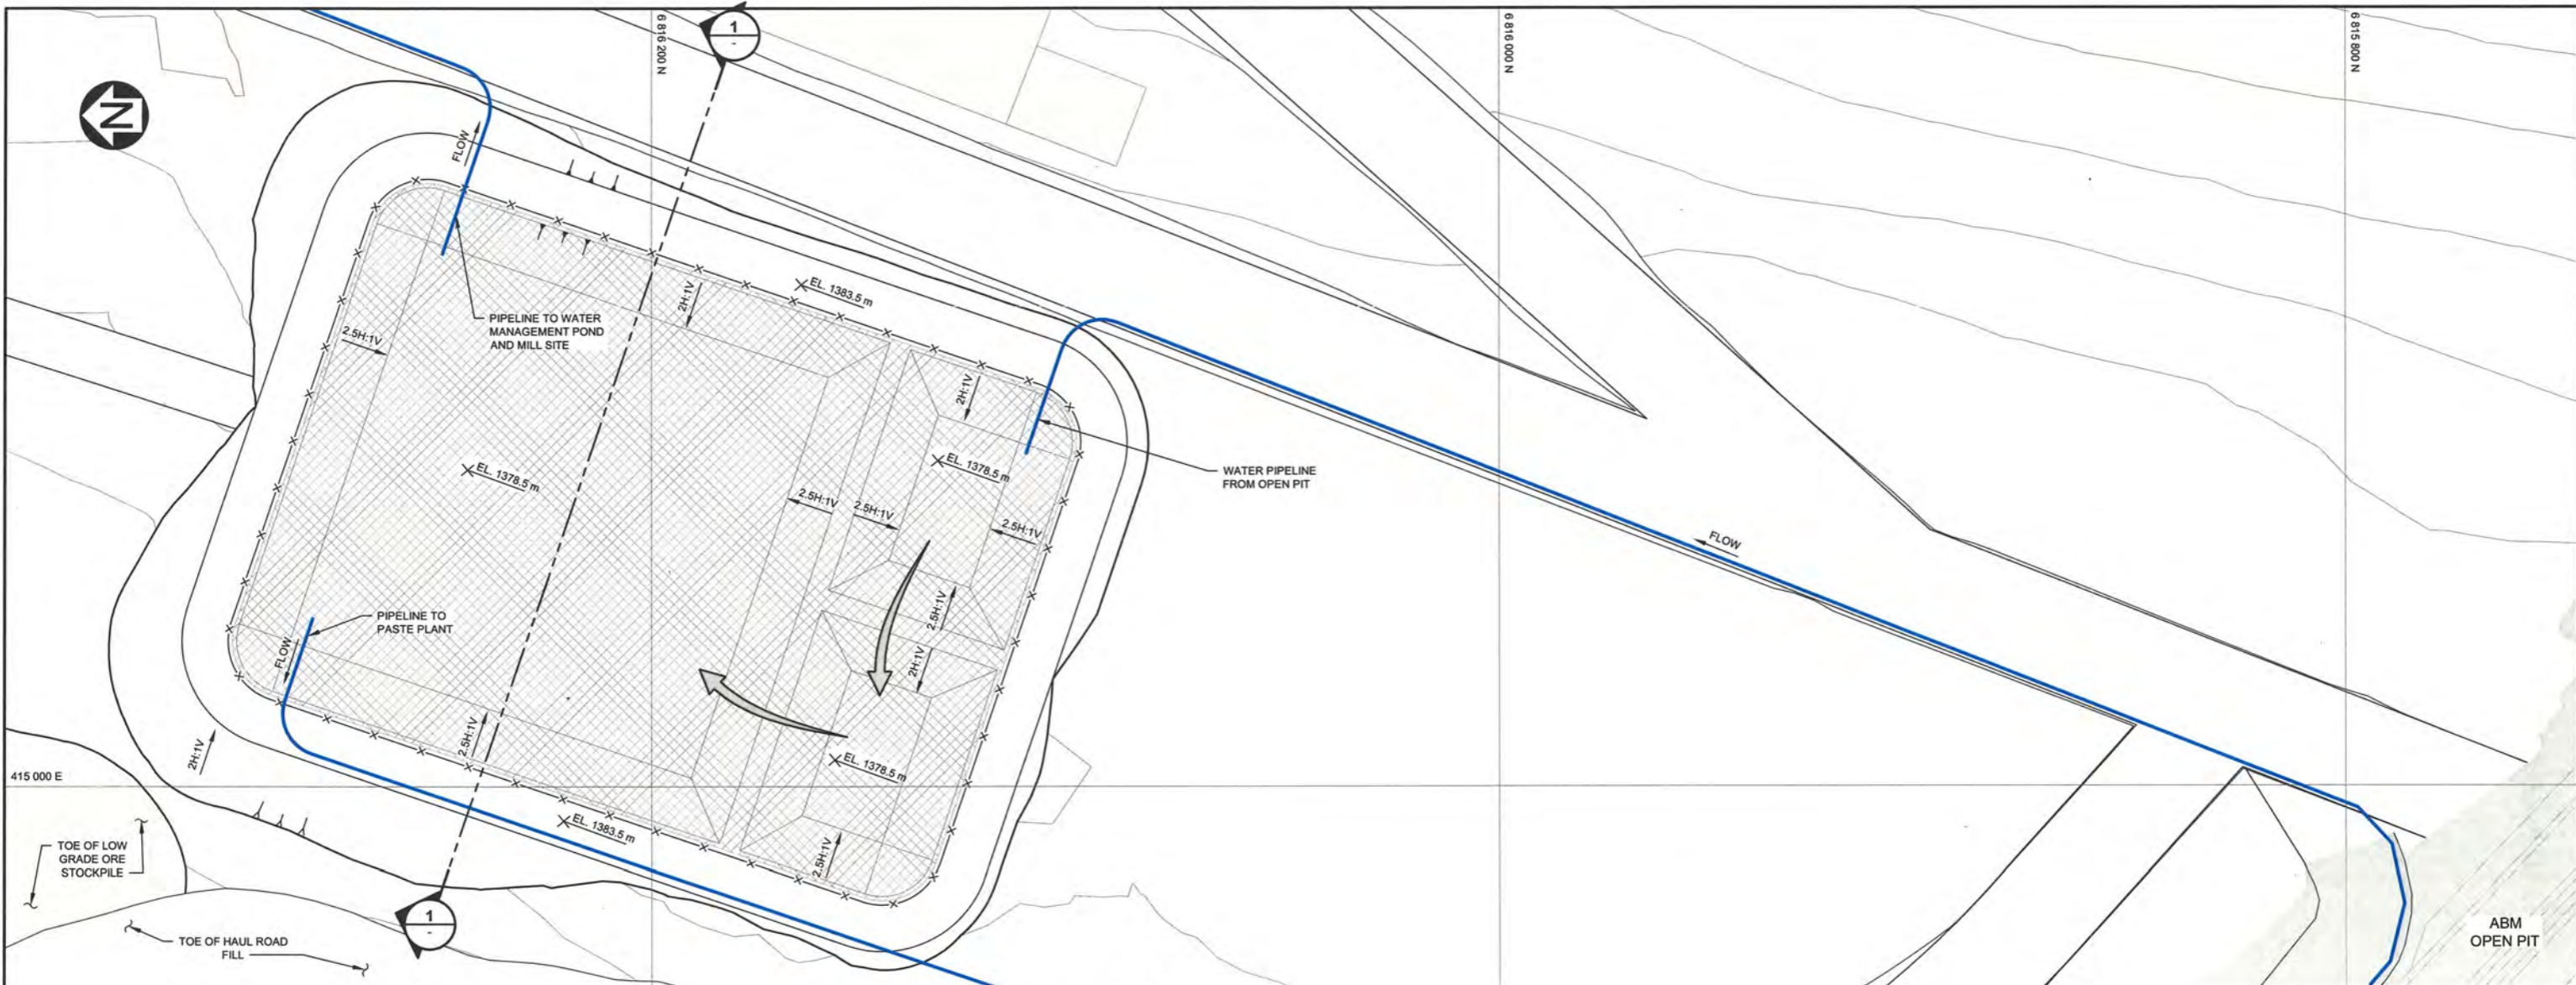 1
-
6 816 200 N
6 816 000 N
6 815 800 N
N
FLOW
PIPELINE TO WATER
MANAGEMENT POND
AND MILL SITE
2.5H:1V
2H:1V
EL. 1383.5 m
2H:1V
EL. 1378.5 m
EL. 1378.5 m
2.5H:1V
2.5H:1V
2.5H:1V
WATER PIPELINE
FROM OPEN PIT
FLOW
2.5H:1V
2H:1V
PIPELINE TO
PASTE PLANT
FLOW
2H:1V
2.5H:1V
EL. 1378.5 m
415 000 E
EL. 1383.5 m
2.5H:1V
TOE OF LOW
GRADE ORE
STOCKPILE
1
-
TOE OF HAUL ROAD
FILL
ABM
OPEN PIT